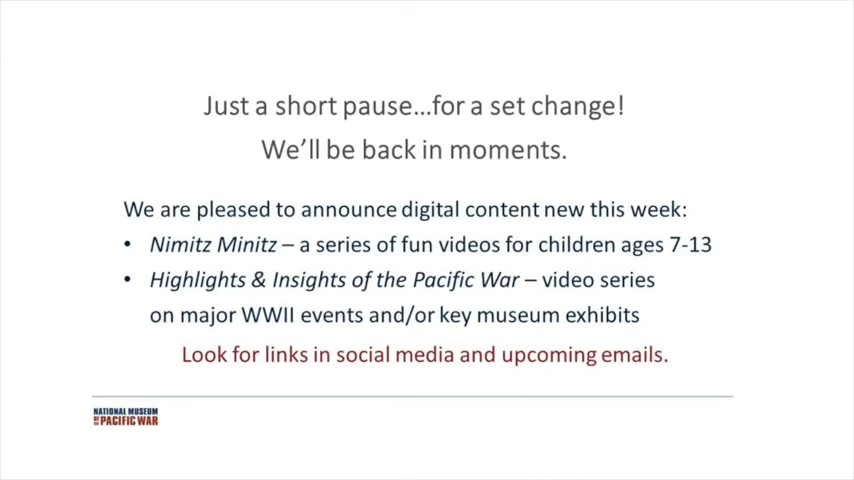 Just a short pause…for a set change!
We'll be back in moments.
We are pleased to announce digital content new this week:
• Nimitz Minitz – a series of fun videos for children ages 7-13
• Highlights & Insights of the Pacific War – video series
on major WWII events and/or key museum exhibits
Look for links in social media and upcoming emails.
NATIONAL MUSEUM
OF THE PACIFIC WAR